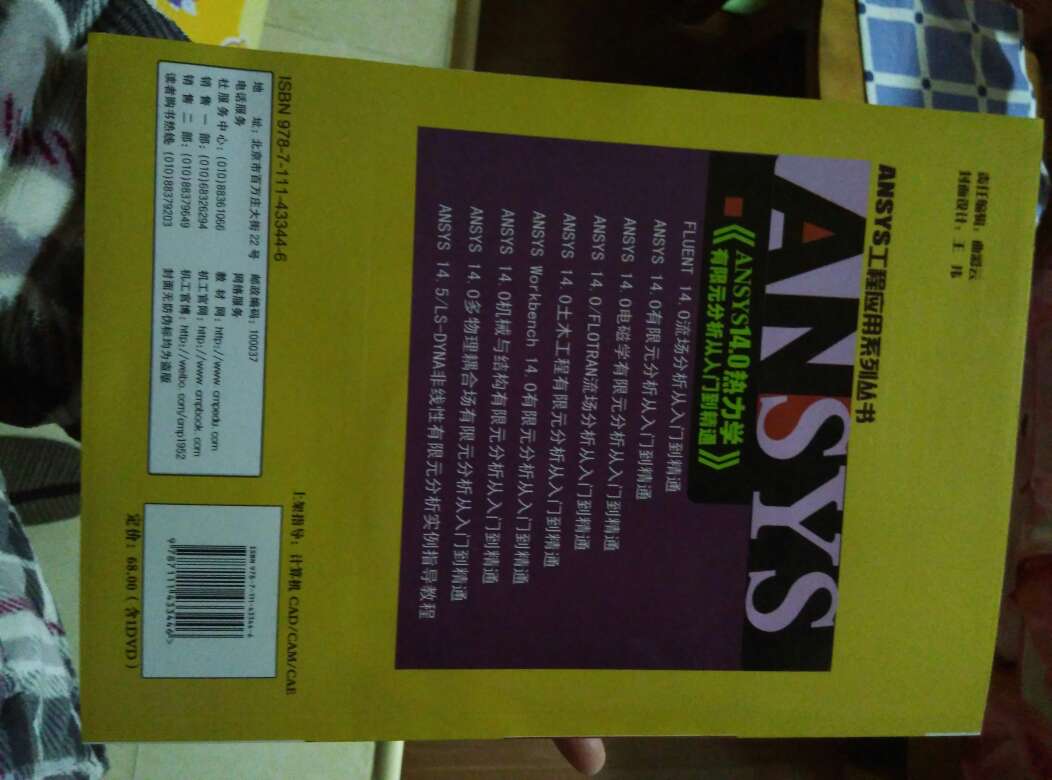 责任编辑：曲彩云
封面设计：王伟
ANSYS工程应用系列丛书
ANSYS
《ANSYS14.0热力学
有限元分析从入门到精通》
FLUENT 14.0流场分析从入门到精通
ANSYS 14.0有限元分析从入门到精通
ANSYS 14.0电磁学有限元分析从入门到精通
ANSYS 14.0/FLOTRAN流场分析从入门到精通
ANSYS 14.0土木工程有限元分析从入门到精通
ANSYS Workbench 14.0有限元分析从入门到精通
ANSYS 14.0机械与结构有限元分析从入门到精通
ANSYS 14.0多物理耦合场有限元分析从入门到精通
ANSYS 14.5/LS-DYNA非线性有限元分析实例指导教程
ISBN 978-7-111-43344-6
地 址：北京市百万庄大街22号 邮政编码：100037
电话服务 网络服务
社服务中心：(010)88361066 教 材 网：http://www.cmpedu.com
销 售 一 部：(010)68326294 机工官网：http://www.cmpbook.com
销 售 二 部：(010)88379649 机工官博：http://weibo.com/cmp1952
读者购书热线：(010)88379203 封面无防伪标均为盗版
上架指导：计算机 CAD/CAM/CAE
ISBN 978-7-111-43344-6
9 787111 433446
定价：68.00（含1DVD）